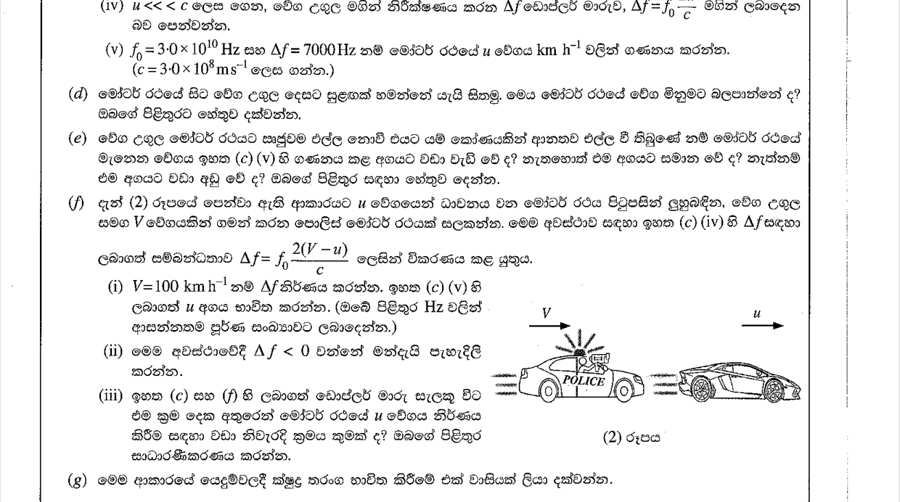 (iv) u<< < c ලෙස ගෙන, වේග උගුල මගින් නිරීක්ෂණය කරන Δf ඩොප්ලර් මාරුව, Δf = f₀ 2u/c මගින් ලබාදෙන
බව පෙන්වන්න.
(v) f₀ = 3·0 × 10¹⁰ Hz සහ Δf = 7000 Hz නම් මෝටර් රථයේ u වේගය km h⁻¹ වලින් ගණනය කරන්න.
(c = 3·0 × 10⁸ m s⁻¹ ලෙස ගන්න.)
(d) මෝටර් රථයේ සිට වේග උගුල දෙසට සුළඟක් හමන්නේ යැයි සිතමු. මෙය මෝටර් රථයේ වේග මිනුමට බලපාන්නේ ද?
ඔබගේ පිළිතුරට හේතුව දක්වන්න.
(e) වේග උගුල මෝටර් රථයට සෘජුවම එල්ල නොවී එයට යම් කෝණයකින් ආනතව එල්ල වී තිබුණේ නම් මෝටර් රථයේ
මැනෙන වේගය ඉහත (c) (v) හි ගණනය කළ අගයට වඩා වැඩි වේ ද? නැතහොත් එම අගයට සමාන වේ ද? නැත්නම්
එම අගයට වඩා අඩු වේ ද? ඔබගේ පිළිතුර සඳහා හේතුව දෙන්න.
(f) දැන් (2) රූපයේ පෙන්වා ඇති ආකාරයට u වේගයෙන් ධාවනය වන මෝටර් රථය පිටුපසින් ලුහුබඳින, වේග උගුල
සමග V වේගයකින් ගමන් කරන පොලිස් මෝටර් රථයක් සලකන්න. මෙම අවස්ථාව සඳහා ඉහත (c) (iv) හි Δf සඳහා
ලබාගත් සම්බන්ධතාව Δf = f₀ 2(V – u)/c ලෙසින් විකරණය කළ යුතුය.
(i) V = 100 km h⁻¹ නම් Δf නිර්ණය කරන්න. ඉහත (c) (v) හි
ලබාගත් u අගය භාවිත කරන්න. (ඔබේ පිළිතුර Hz වලින්
ආසන්නතම පූර්ණ සංඛ්‍යාවට ලබාදෙන්න.)
(ii) මෙම අවස්ථාවේදී Δ f < 0 වන්නේ මන්දැයි පැහැදිලි
කරන්න.
(iii) ඉහත (c) සහ (f) හි ලබාගත් ඩොප්ලර් මාරු සැලකූ විට
එම ක්‍රම දෙක අතුරෙන් මෝටර් රථයේ u වේගය නිර්ණය
කිරීම සඳහා වඩා නිවැරදි ක්‍රමය කුමක් ද? ඔබගේ පිළිතුර
සාධාරණීකරණය කරන්න.
V
u
POLICE
(2) රූපය
(g) මෙම ආකාරයේ යෙදුම්වලදී ක්ෂුද්‍ර තරංග භාවිත කිරීමේ එක් වාසියක් ලියා දක්වන්න.